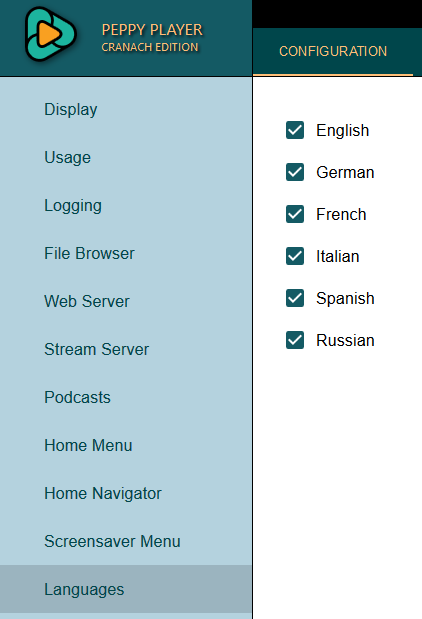 PEPPY PLAYER
CRANACH EDITION
CONFIGURATION
Display
Usage
Logging
File Browser
Web Server
Stream Server
Podcasts
Home Menu
Home Navigator
Screensaver Menu
Languages
English
German
French
Italian
Spanish
Russian